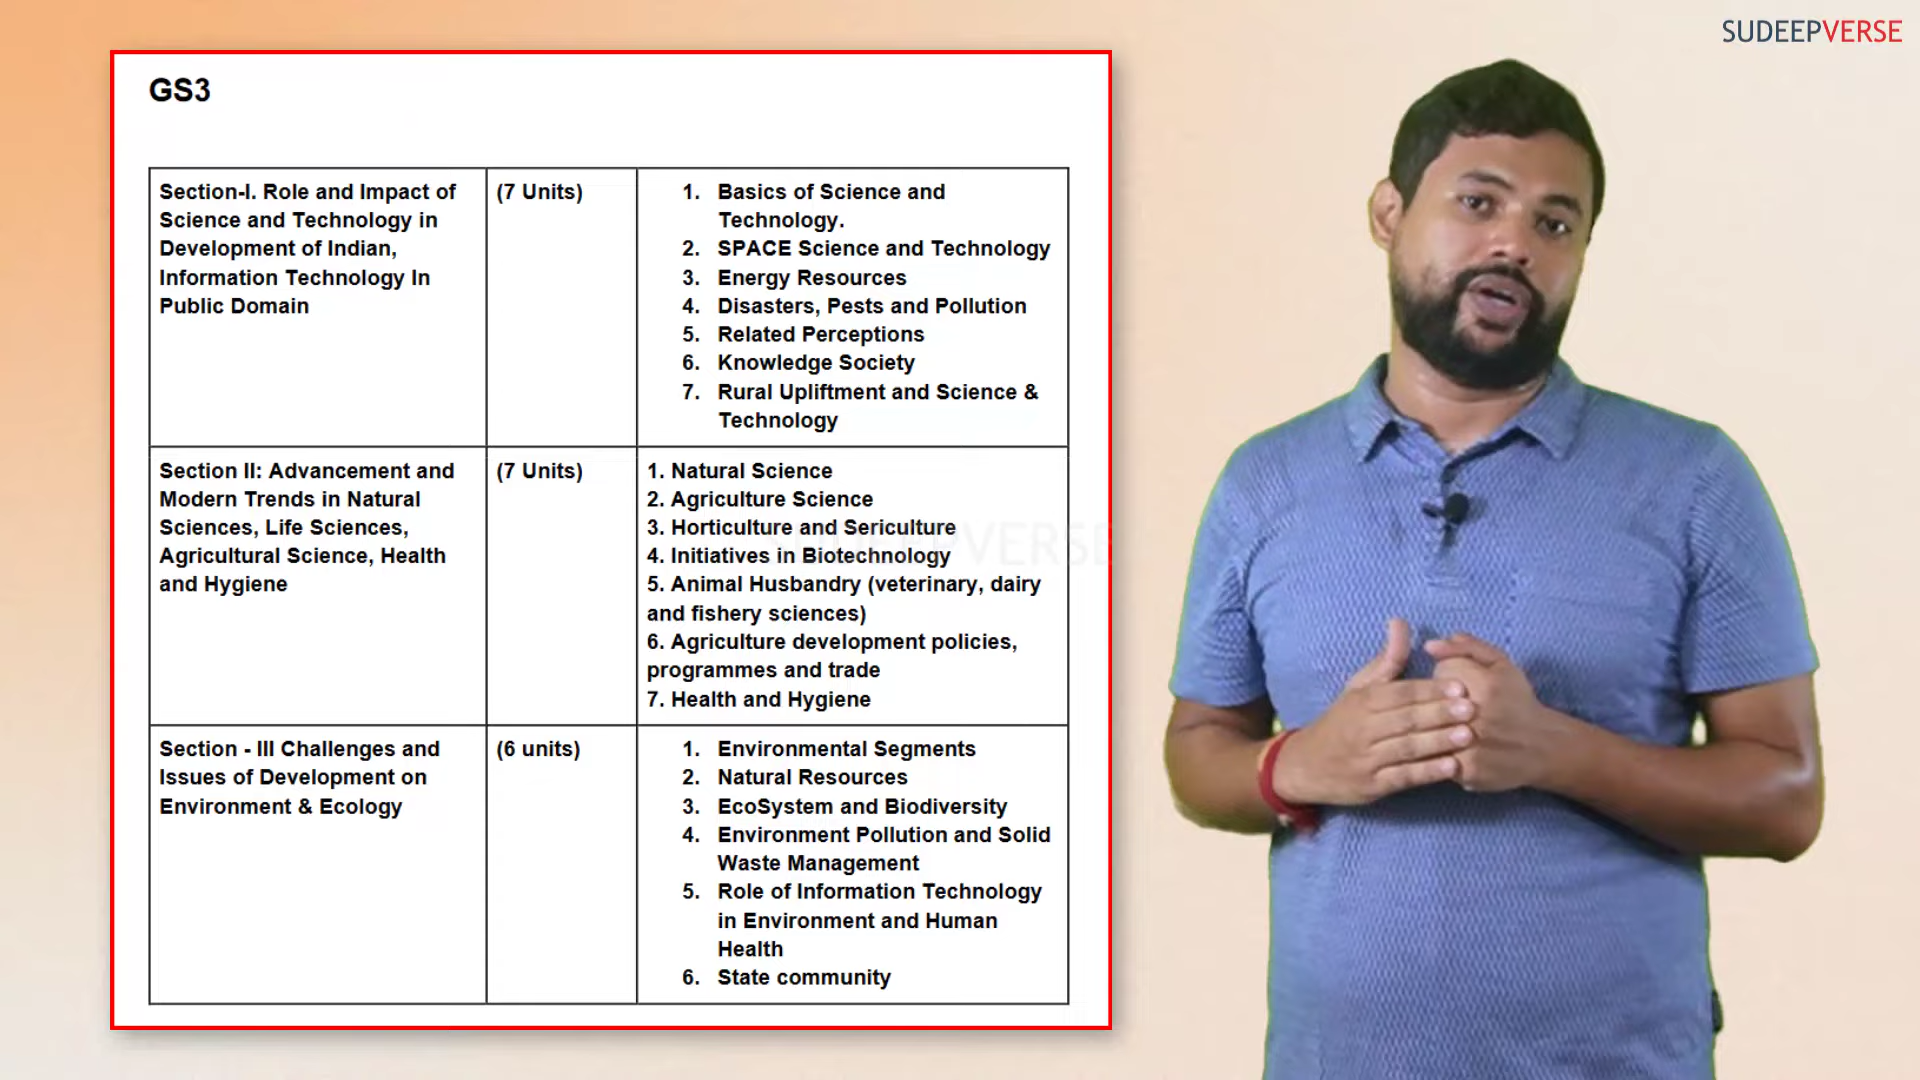 SUDEEPVERSE
GS3
Section-I. Role and Impact of
Science and Technology in
Development of Indian,
Information Technology In
Public Domain
(7 Units)
1. Basics of Science and
Technology.
2. SPACE Science and Technology
3. Energy Resources
4. Disasters, Pests and Pollution
5. Related Perceptions
6. Knowledge Society
7. Rural Upliftment and Science &
Technology
Section II: Advancement and
Modern Trends in Natural
Sciences, Life Sciences,
Agricultural Science, Health
and Hygiene
(7 Units)
1. Natural Science
2. Agriculture Science
3. Horticulture and Sericulture
4. Initiatives in Biotechnology
5. Animal Husbandry (veterinary, dairy
and fishery sciences)
6. Agriculture development policies,
programmes and trade
7. Health and Hygiene
SUDEEPVERSE
Section - III Challenges and
Issues of Development on
Environment & Ecology
(6 units)
1. Environmental Segments
2. Natural Resources
3. EcoSystem and Biodiversity
4. Environment Pollution and Solid
Waste Management
5. Role of Information Technology
in Environment and Human
Health
6. State community